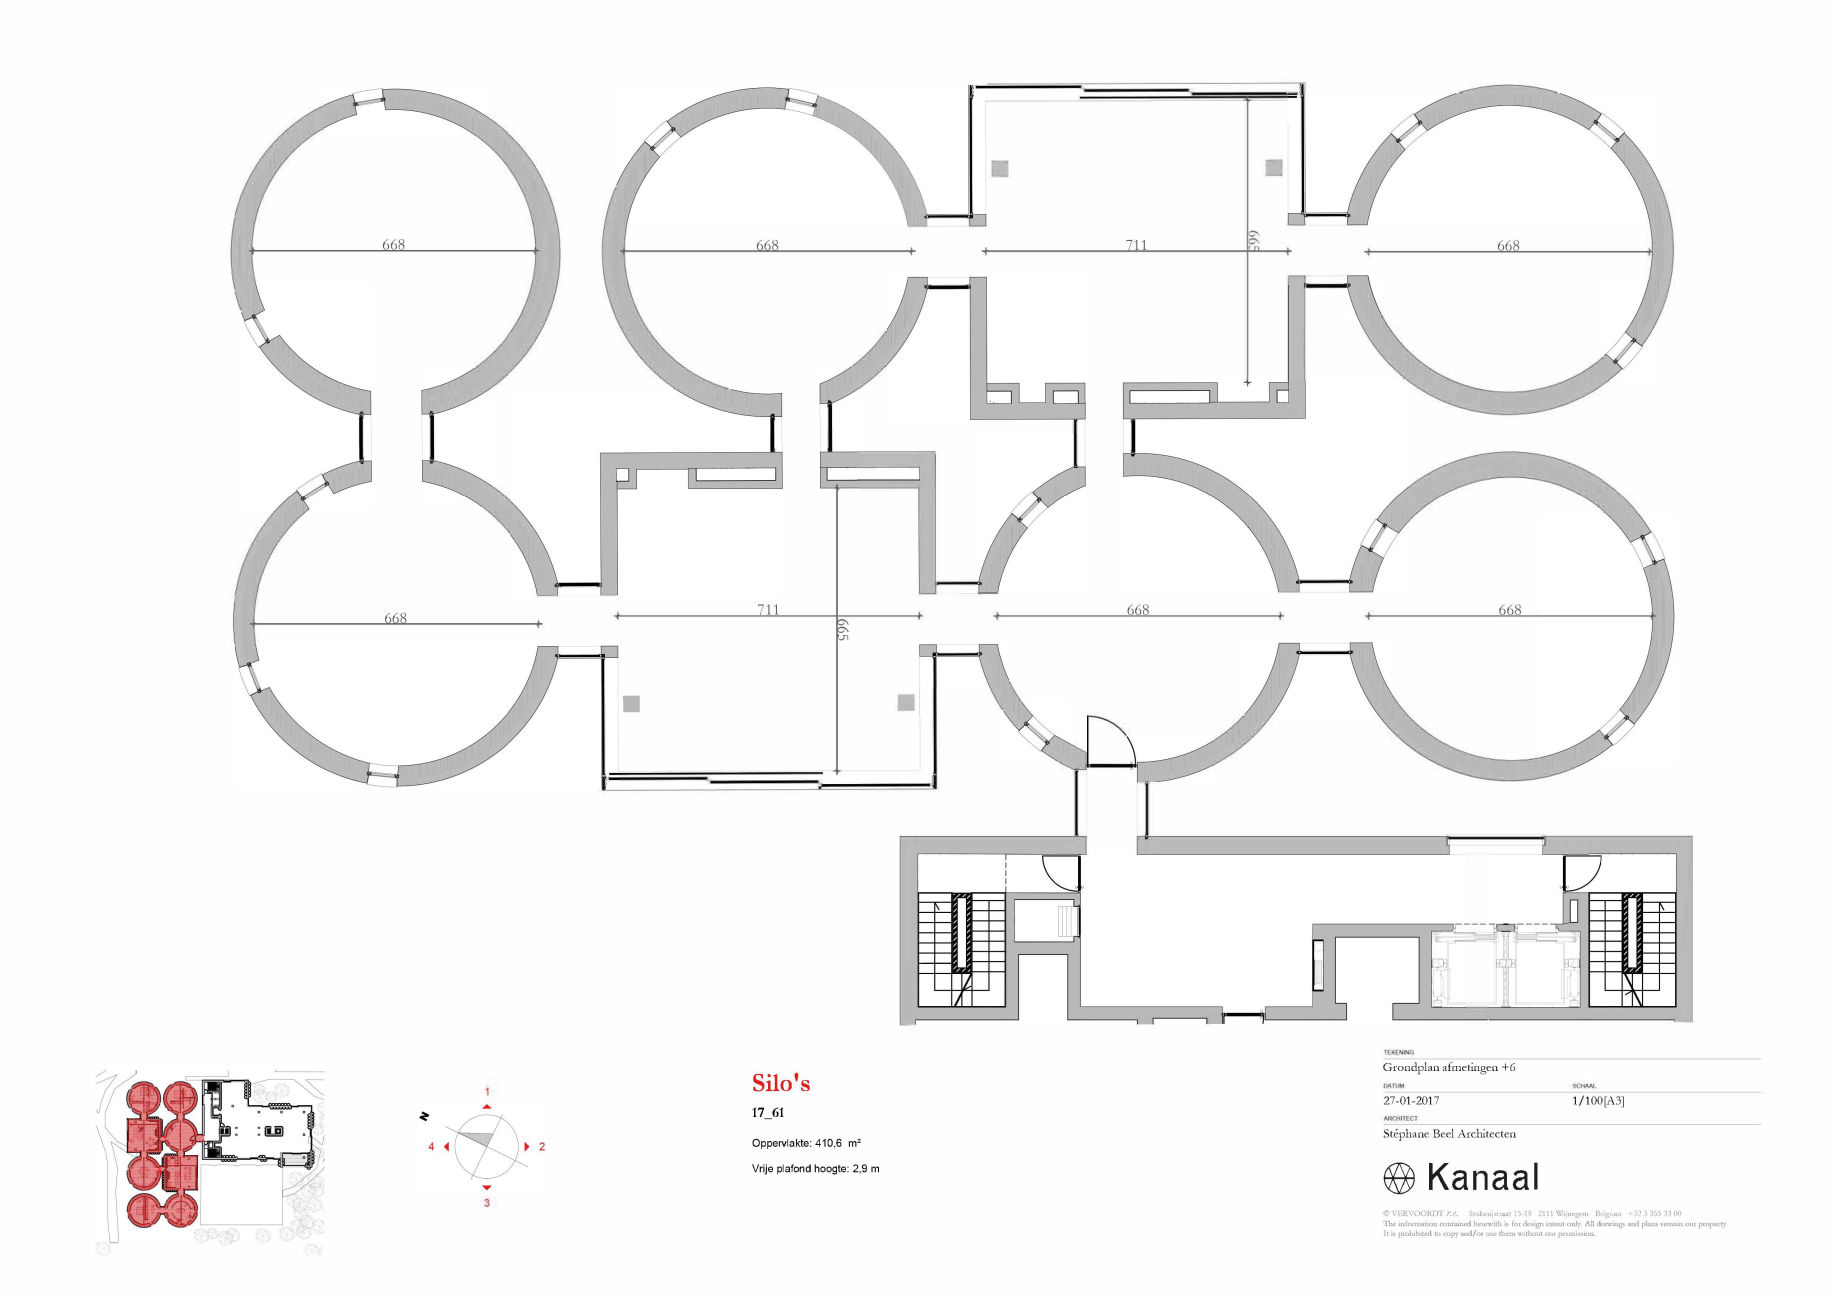 668
668
711
665
668
668
711
665
668
668
N
1
2
3
4
Silo's
17_61
Oppervlakte: 410,6 m²
Vrije plafond hoogte: 2,9 m
TEKENING
Grondplan afmetingen +6
DATUM
SCHAAL
27-01-2017
1/100[A3]
ARCHITECT
Stéphane Beel Architecten
Kanaal
© VERVOORDT r.e. Stokerijstraat 15-19 2111 Wijnegem Belgium +32 3 355 33 00
The information contained herewith is for design intent only. All drawings and plans remain our property.
It is prohibited to copy and/or use them without our permission.